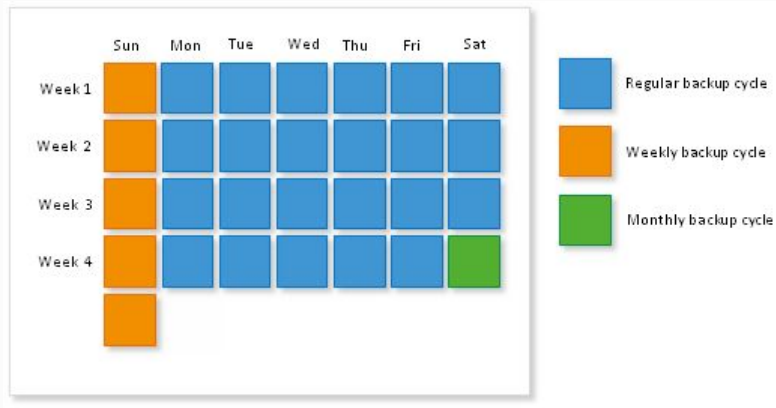 Sun Mon Tue Wed Thu Fri Sat
Week 1
Week 2
Week 3
Week 4
Regular backup cycle
Weekly backup cycle
Monthly backup cycle